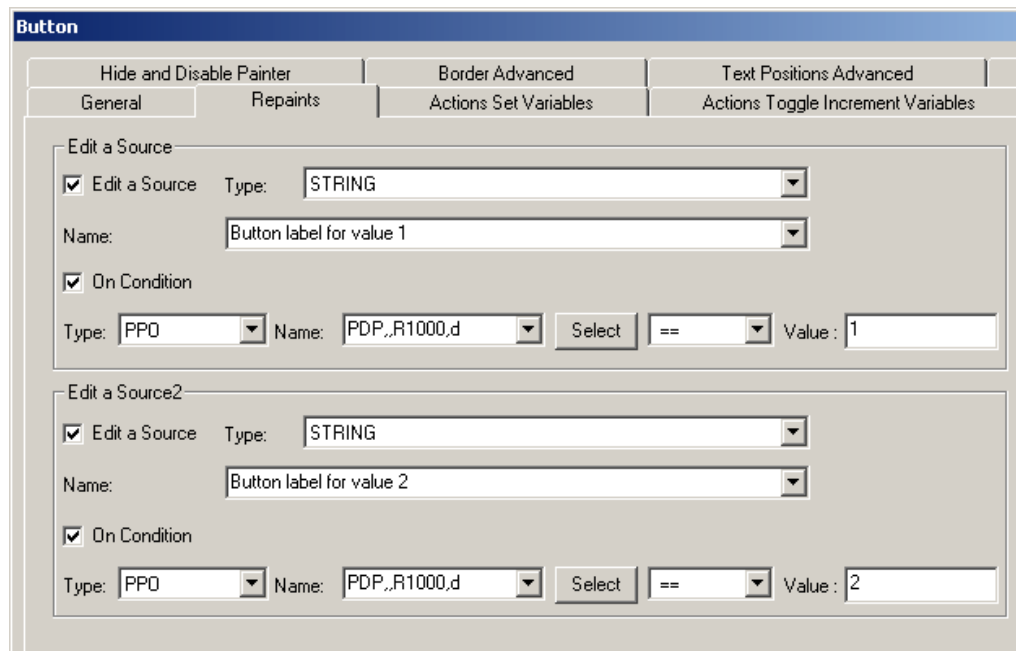 Button
Hide and Disable Painter Border Advanced Text Positions Advanced
General Repaints Actions Set Variables Actions Toggle Increment Variables
Edit a Source
Edit a Source Type: STRING
Name: Button label for value 1
On Condition
Type: PPO Name: PDP,,R1000,d Select == Value : 1
Edit a Source2
Edit a Source Type: STRING
Name: Button label for value 2
On Condition
Type: PPO Name: PDP,,R1000,d Select == Value : 2